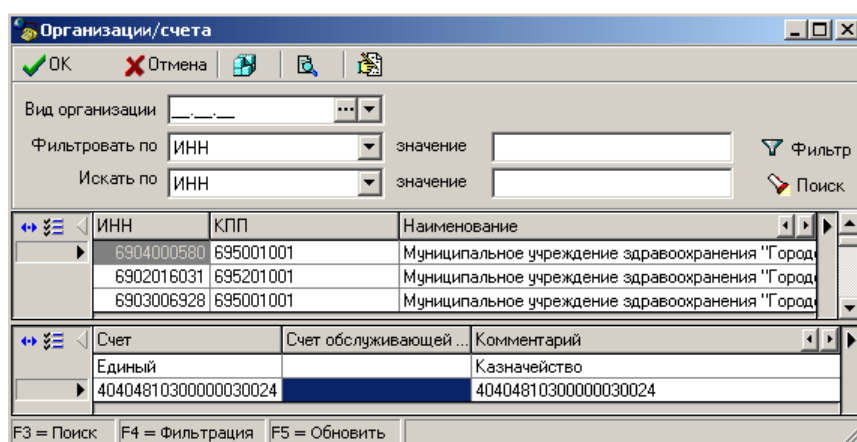 Организации/счета
OK Отмена
Вид организации __.__.__
Фильтровать по ИНН значение Фильтр
Искать по ИНН значение Поиск
ИНН КПП Наименование
6904000580 695001001 Муниципальное учреждение здравоохранения "Город
6902016031 695201001 Муниципальное учреждение здравоохранения "Город
6903006928 695001001 Муниципальное учреждение здравоохранения "Город
Счет Счет обслуживающей ... Комментарий
Единый Казначейство
40404810300000030024 40404810300000030024
F3 = Поиск F4 = Фильтрация F5 = Обновить